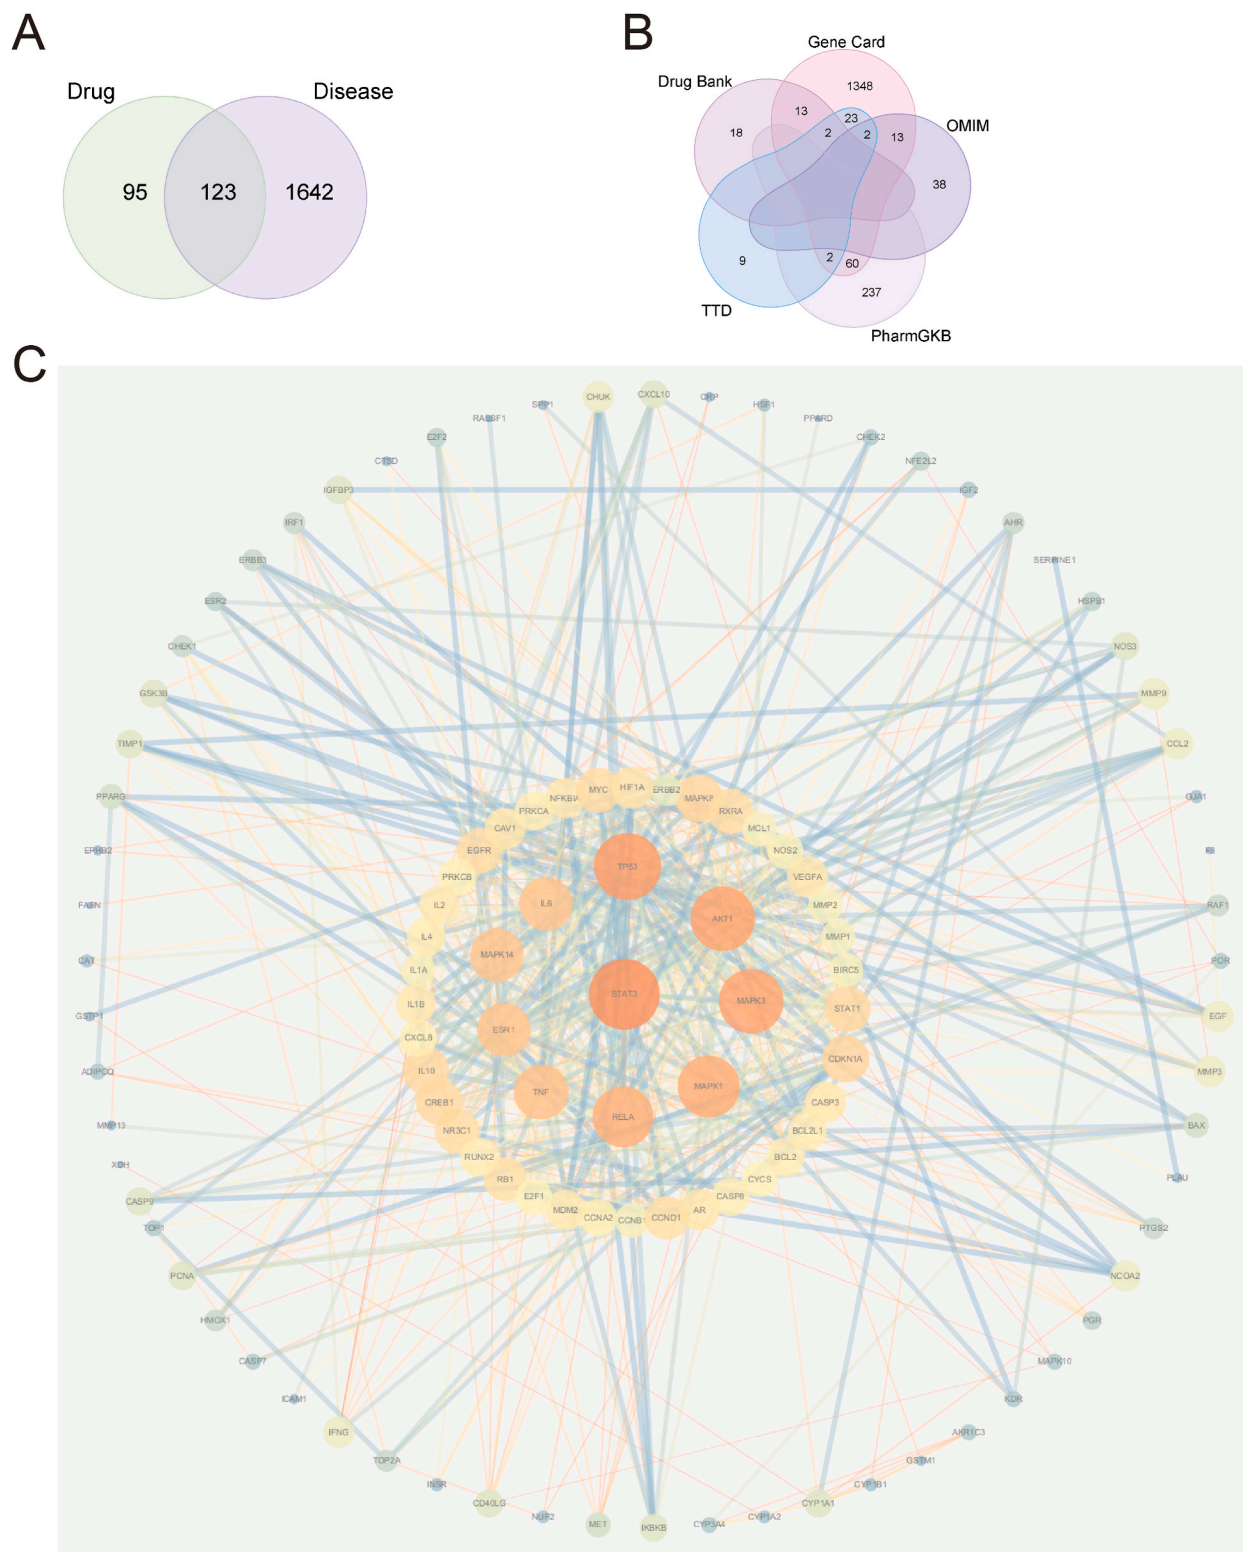 A
B
Drug
Disease
95
123
1642
Gene Card
Drug Bank
OMIM
TTD
PharmGKB
1348
13
23
18
2
2
13
38
9
2
60
237
C
CHUK
CXCL10
CRP
HSF1
PPARD
SPP1
RASSF1
E2F2
CHEK2
CTSD
NFE2L2
IGFBP3
IGF2
IRF1
AHR
ERBB3
SERPINE1
ESR2
HSPB1
CHEK1
NOS3
GSK3B
MMP9
TIMP1
CCL2
PPARG
GJA1
MYC
HIF1A
ERBB2
NFKBIA
PRKCA
RXRA
CAV1
MCL1
EGFR
NOS2
TP53
PRKCB
VEGFA
IL6
IL2
MMP2
AKT1
RAF1
IL4
MMP1
MAPK14
POR
CAT
IL1A
BIRC5
STAT3
MAPK3
IL1B
STAT1
EGF
GSTP1
ESR1
CXCL8
CDKN1A
IL10
MMP3
ADIPOQ
TNF
MAPK1
CREB1
CASP3
RELA
NR3C1
BCL2L1
BAX
MMP13
RUNX2
BCL2
XDH
RB1
CYCS
PLAU
CASP9
E2F1
CASP8
MDM2
CCNA2
CCNB1
CCND1
AR
TOP1
PTGS2
PCNA
NCOA2
HMOX1
PGR
CASP7
MAPK10
ICAM1
KDR
IFNG
AKR1C3
TOP2A
GSTM1
INSR
CYP1B1
CD40LG
CYP1A1
NUF2
CYP1A2
MET
IKBKB
CYP3A4